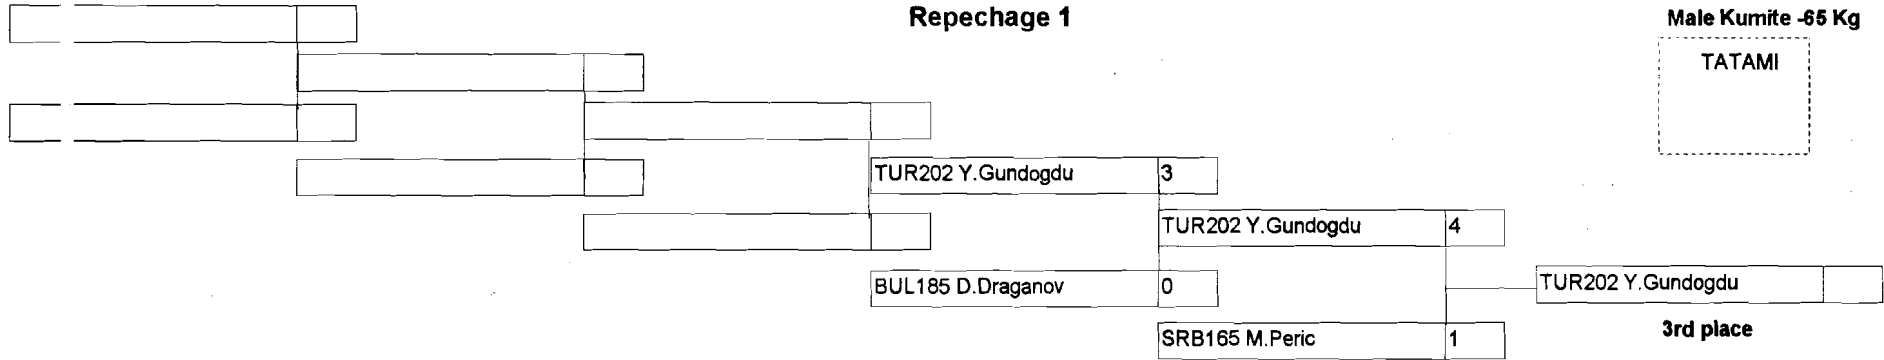 Repechage 1
Male Kumite -65 Kg
TATAMI
TUR202 Y.Gundogdu 3
TUR202 Y.Gundogdu 4
BUL185 D.Draganov 0
TUR202 Y.Gundogdu
SRB165 M.Peric 1
3rd place